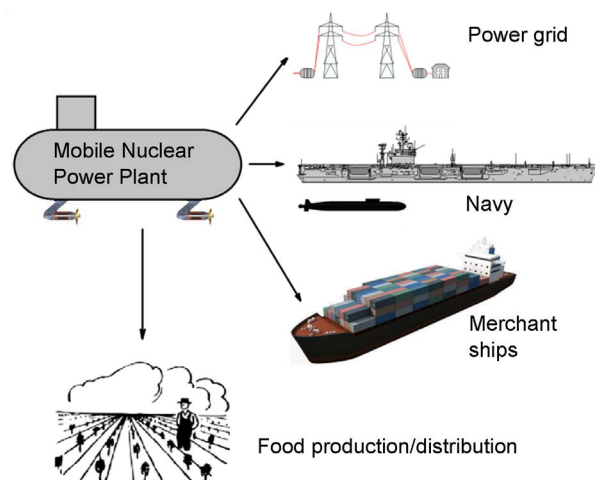 Power grid
Mobile Nuclear
Power Plant
Navy
Merchant
ships
Food production/distribution